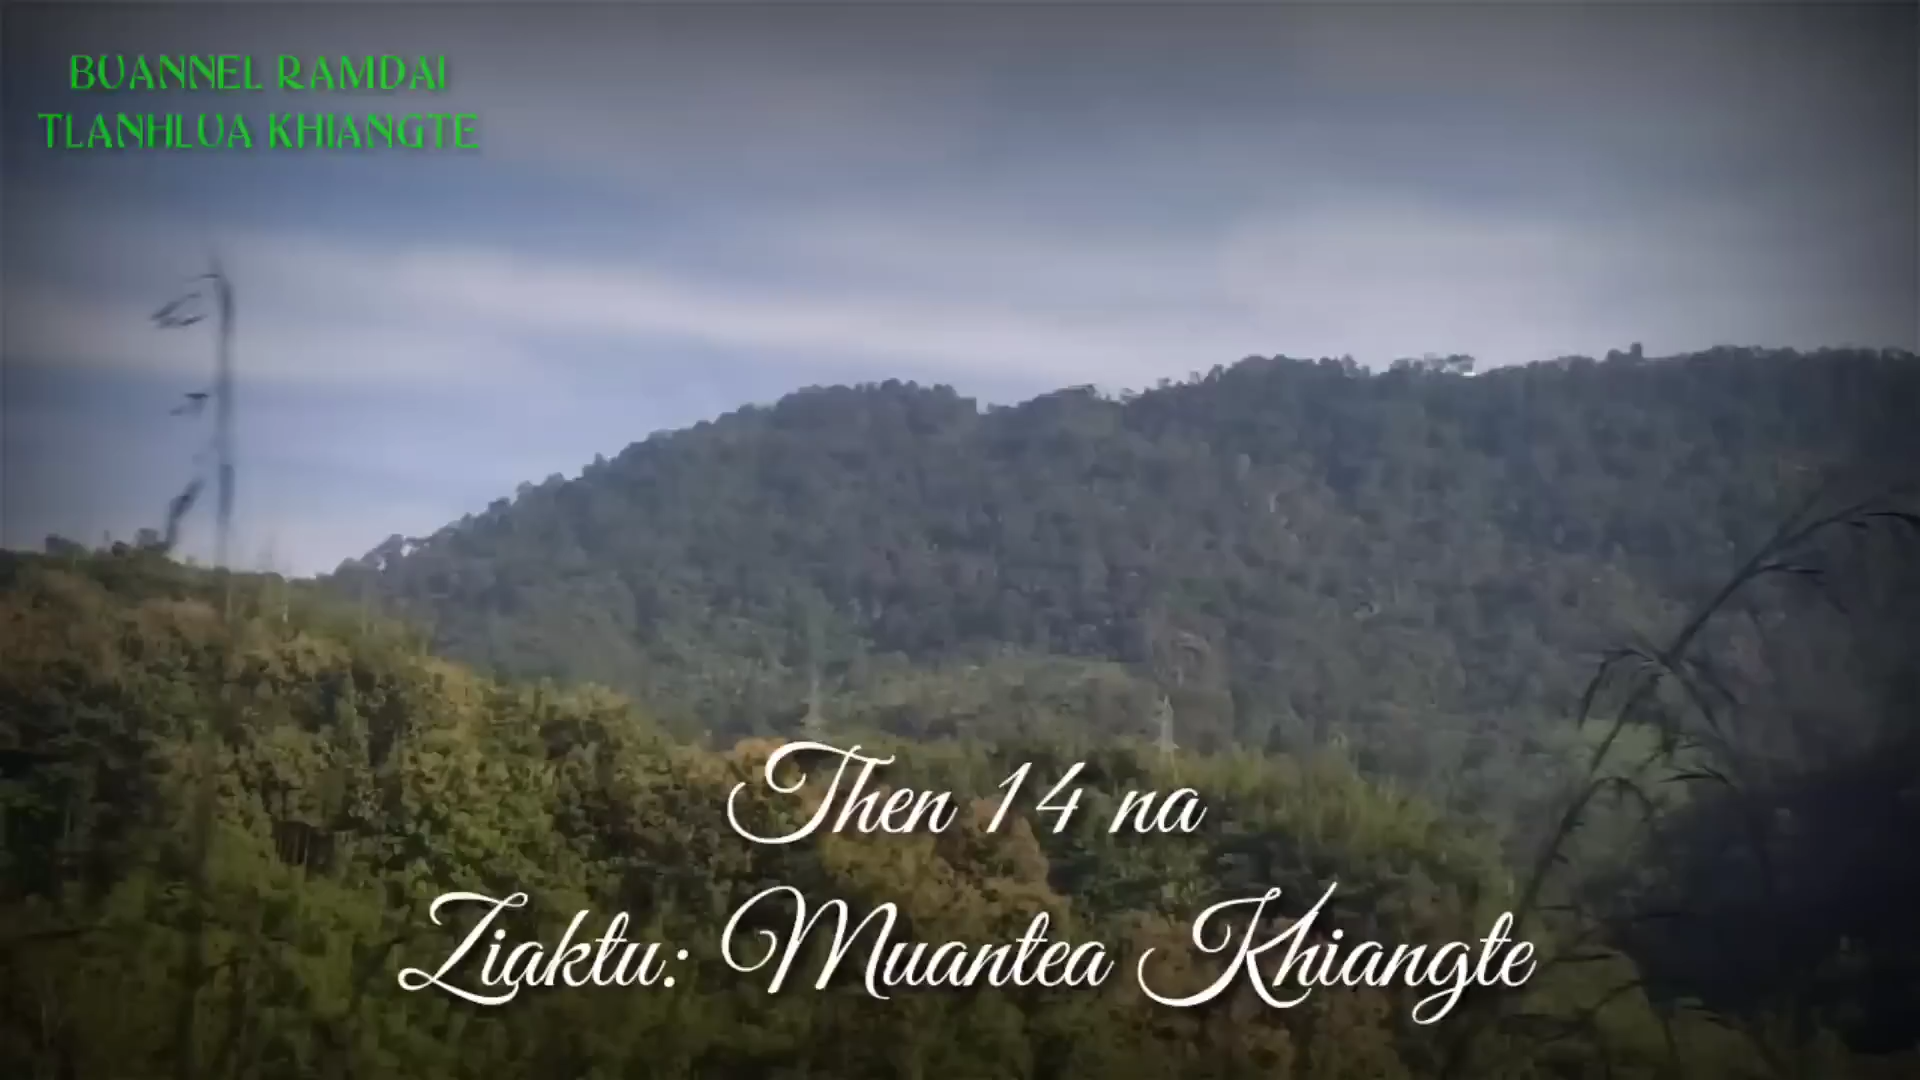 BUANNEL RAMDAI
TLANHLUA KHIANGTE
Then 14 na
Ziaktu: Muantea Khiangte